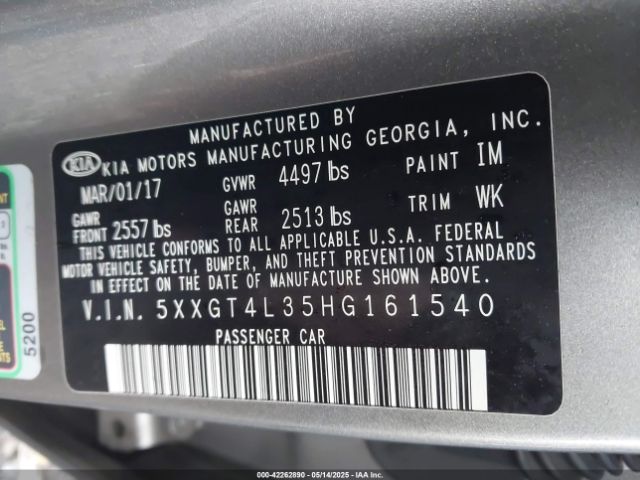 MANUFACTURED BY
KIA KIA MOTORS MANUFACTURING GEORGIA, INC.
MAR/01/17 GVWR 4497 lbs PAINT IM
GAWR FRONT 2557 lbs GAWR REAR 2513 lbs TRIM WK
THIS VEHICLE CONFORMS TO ALL APPLICABLE U.S.A. FEDERAL
MOTOR VEHICLE SAFETY, BUMPER, AND THEFT PREVENTION STANDARDS
IN EFFECT ON THE DATE OF MANUFACTURE SHOWN ABOVE.
V.I.N. 5XXGT4L35HG161540
PASSENGER CAR
5200
000-42262890 - 05/14/2025 - IAA, Inc.